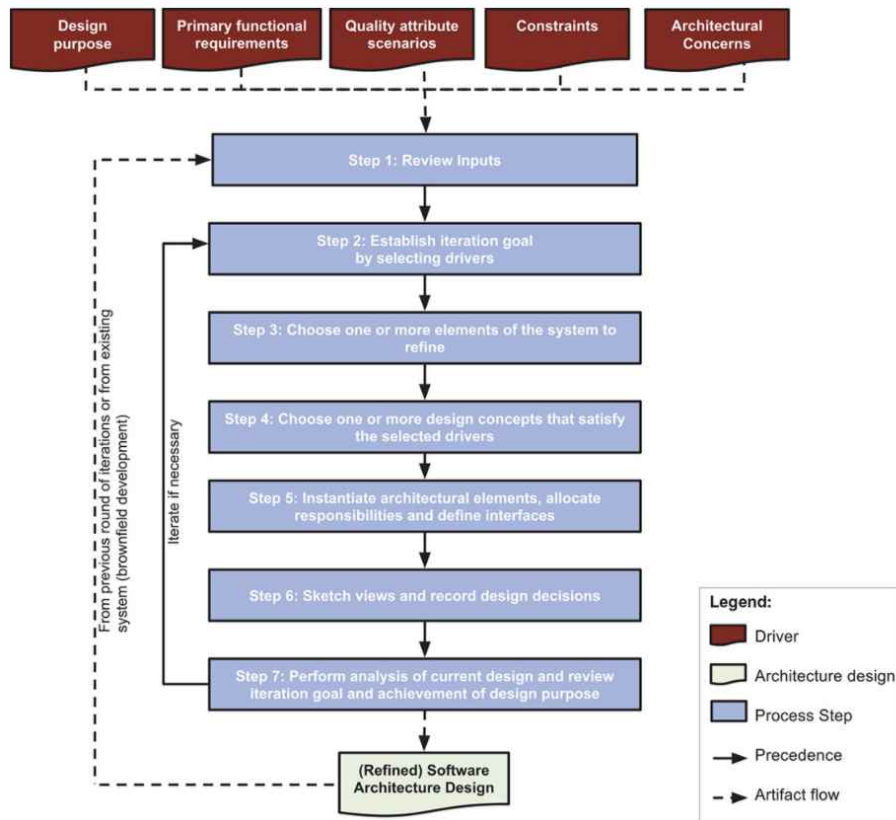 Design
purpose
Primary functional
requirements
Quality attribute
scenarios
Constraints
Architectural
Concerns
Step 1: Review Inputs
Step 2: Establish iteration goal
by selecting drivers
Step 3: Choose one or more elements of the system to
refine
Step 4: Choose one or more design concepts that satisfy
the selected drivers
Step 5: Instantiate architectural elements, allocate
responsibilities and define interfaces
Step 6: Sketch views and record design decisions
Step 7: Perform analysis of current design and review
iteration goal and achievement of design purpose
(Refined) Software
Architecture Design
From previous round of iterations or from existing
system (brownfield development)
Iterate if necessary
Legend:
Driver
Architecture design
Process Step
Precedence
Artifact flow